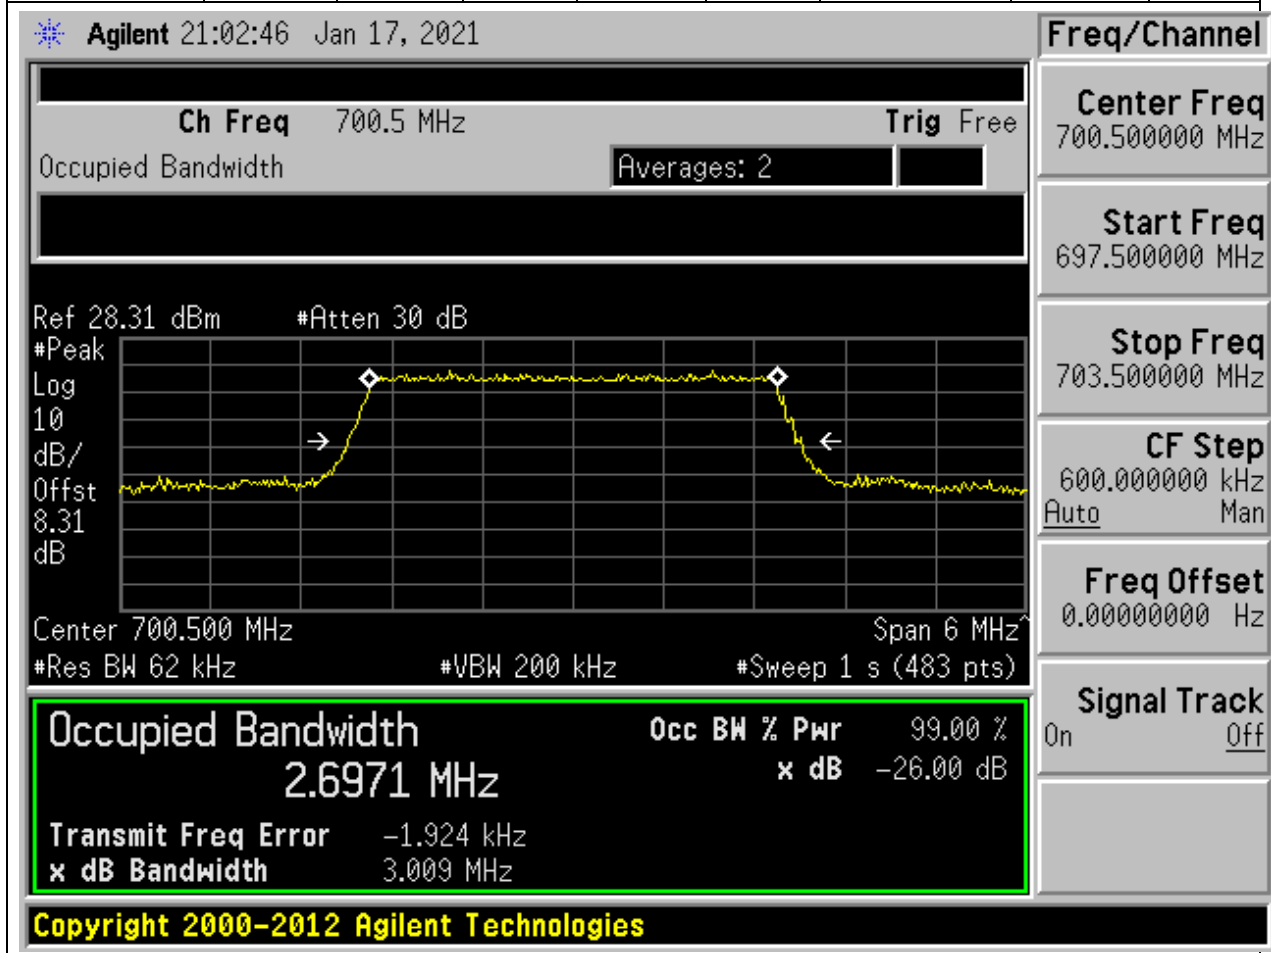 Agilent 21:02:46 Jan 17, 2021
Freq/Channel
Ch Freq 700.5 MHz Trig Free
Occupied Bandwidth Averages: 2
Center Freq
700.500000 MHz
Start Freq
697.500000 MHz
Stop Freq
703.500000 MHz
CF Step
600.000000 kHz
Auto Man
Freq Offset
0.00000000 Hz
Signal Track
On Off
Ref 28.31 dBm #Atten 30 dB
#Peak
Log
10
dB/
Offst
8.31
dB
Center 700.500 MHz Span 6 MHz^
#Res BW 62 kHz #VBW 200 kHz #Sweep 1 s (483 pts)
Occupied Bandwidth Occ BW % Pwr 99.00 %
2.6971 MHz x dB -26.00 dB
Transmit Freq Error -1.924 kHz
x dB Bandwidth 3.009 MHz
Copyright 2000-2012 Agilent Technologies